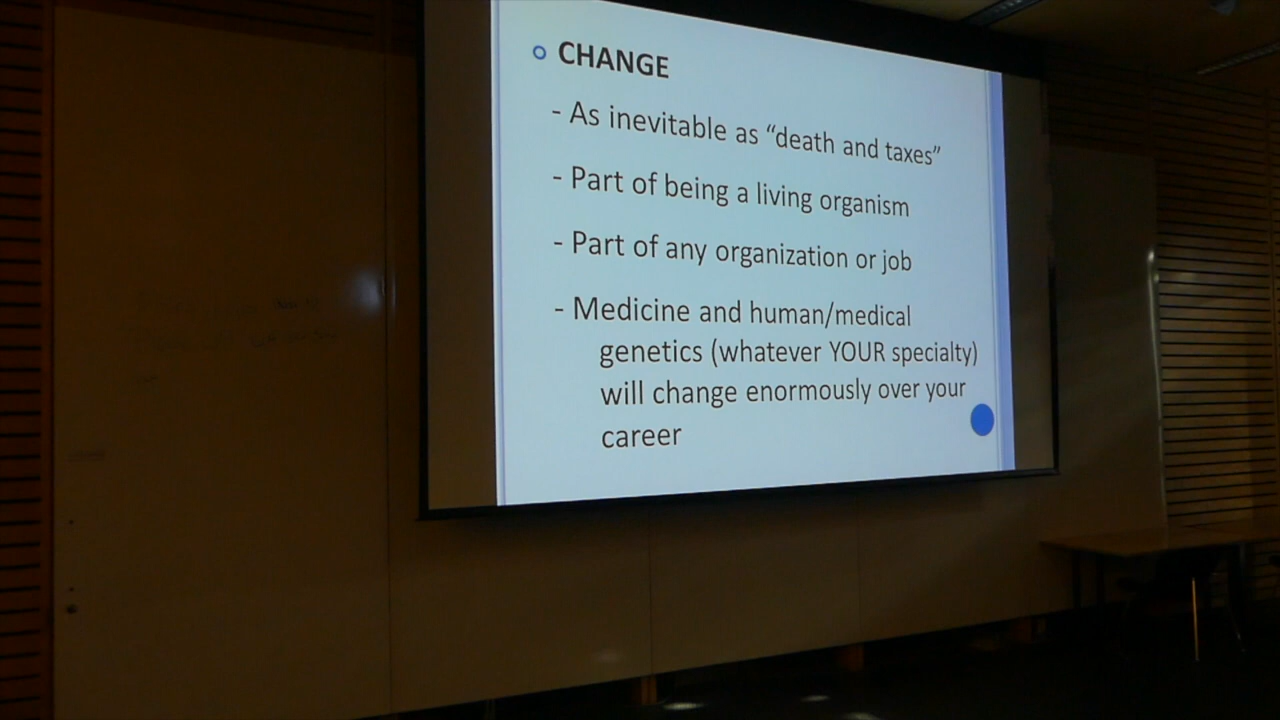 CHANGE
- As inevitable as “death and taxes”
- Part of being a living organism
- Part of any organization or job
- Medicine and human/medical
genetics (whatever YOUR specialty)
will change enormously over your
career